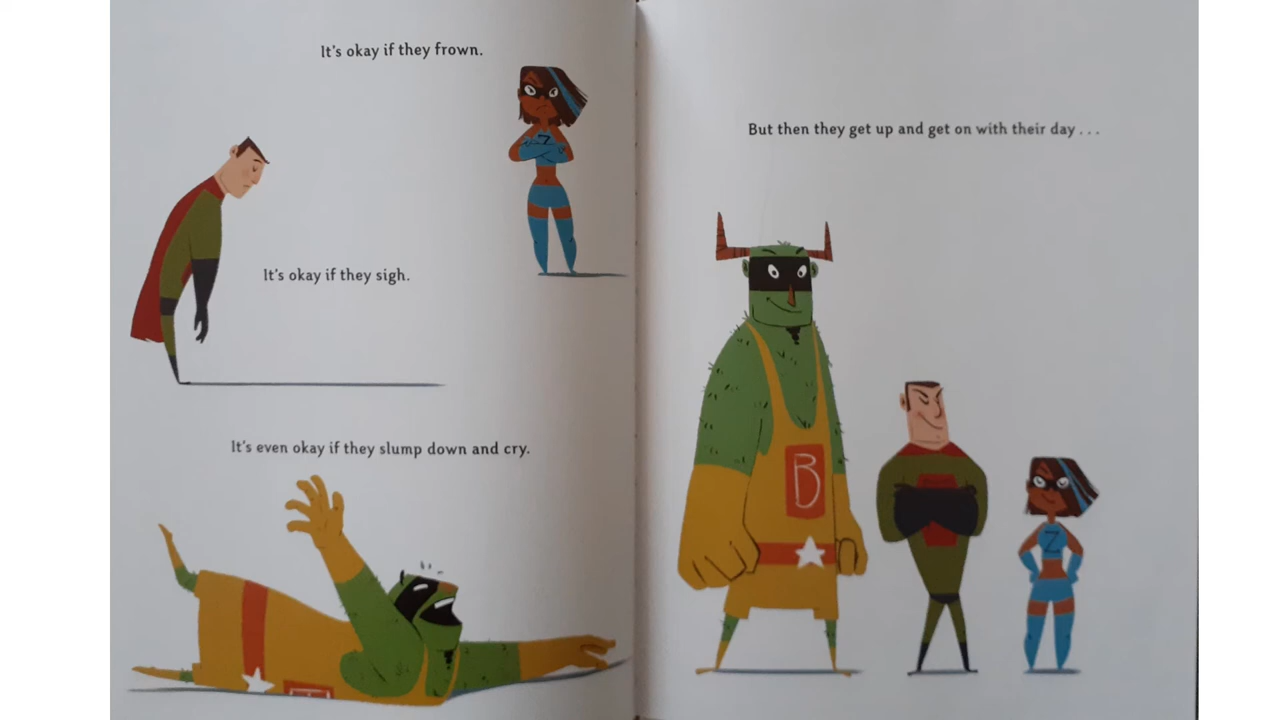 It's okay if they frown.
Z
It's okay if they sigh.
It's even okay if they slump down and cry.
But then they get up and get on with their day . . .
B
Z